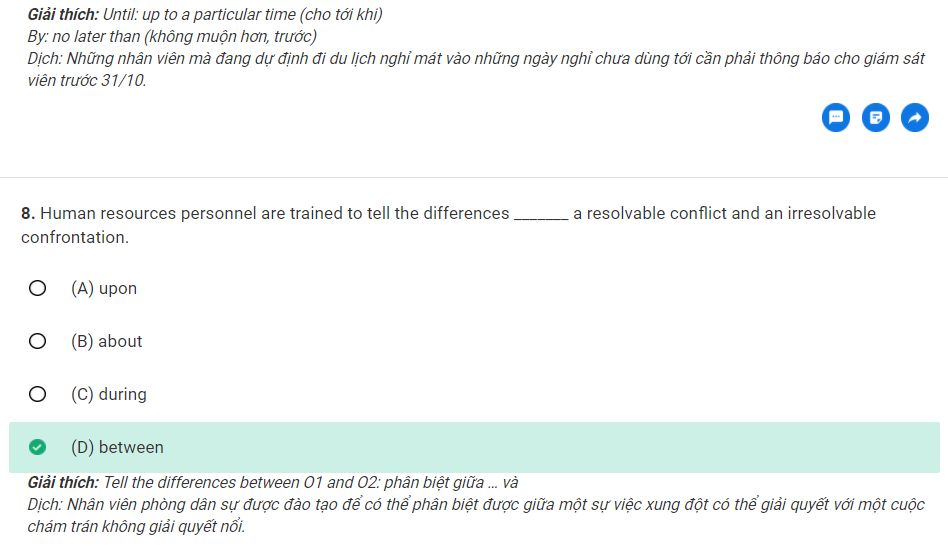 Giải thích: Until: up to a particular time (cho tới khi)
By: no later than (không muộn hơn, trước)
Dịch: Những nhân viên mà đang dự định đi du lịch nghỉ mát vào những ngày nghỉ chưa dùng tới cần phải thông báo cho giám sát
viên trước 31/10.
8. Human resources personnel are trained to tell the differences _______ a resolvable conflict and an irresolvable
confrontation.
(A) upon
(B) about
(C) during
(D) between
Giải thích: Tell the differences between O1 and O2: phân biệt giữa ... và
Dịch: Nhân viên phòng dân sự được đào tạo để có thể phân biệt được giữa một sự việc xung đột có thể giải quyết với một cuộc
chám trán không giải quyết nổi.